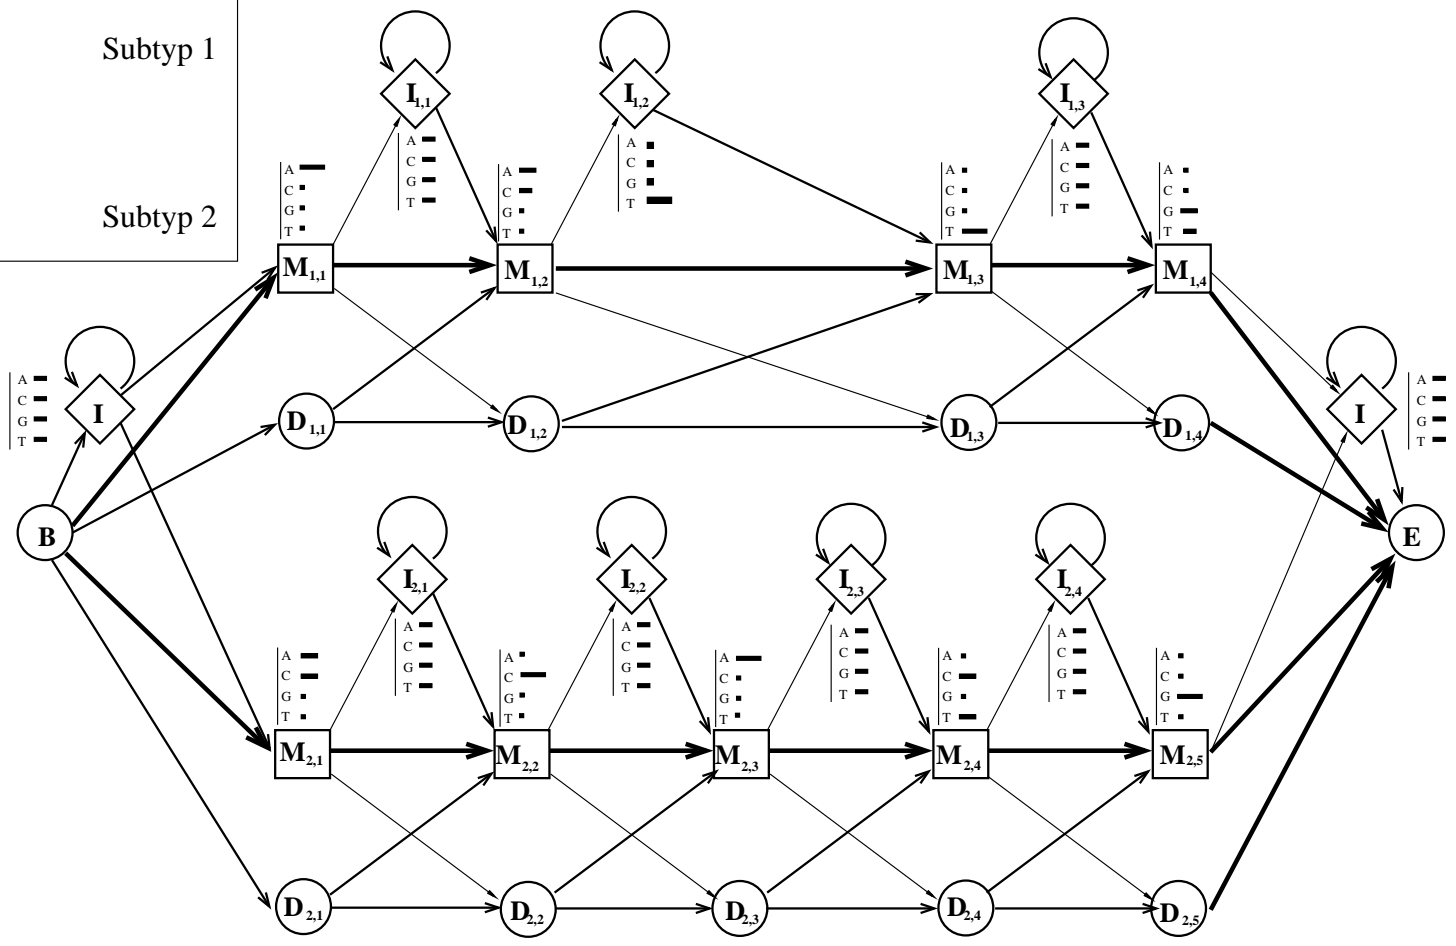 Subtyp 1
Subtyp 2
I1,1
I1,2
I1,3
A
C
G
T
A
C
G
T
A
C
G
T
A
C
G
T
A
C
G
T
A
C
G
T
A
C
G
T
M1,1
M1,2
M1,3
M1,4
A
C
G
T
I
D1,1
D1,2
D1,3
D1,4
I
A
C
G
T
B
E
I2,1
I2,2
I2,3
I2,4
A
C
G
T
A
C
G
T
A
C
G
T
A
C
G
T
A
C
G
T
A
C
G
T
A
C
G
T
A
C
G
T
A
C
G
T
M2,1
M2,2
M2,3
M2,4
M2,5
D2,1
D2,2
D2,3
D2,4
D2,5